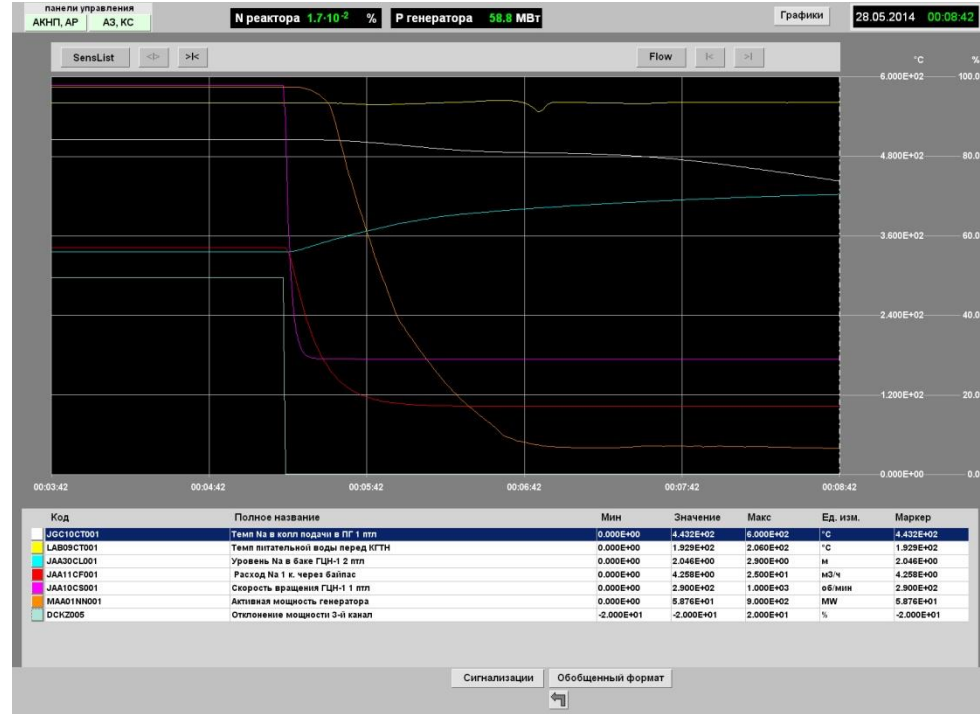 панели управления
АКНП, АР АЗ, КС N реактора 1.7·10⁻² % P генератора 58.8 МВт Графики 28.05.2014 00:08:42
SensList <|> >|< Flow |< >|
°C %
6.000E+02 100.0
4.800E+02 80.0
3.600E+02 60.0
2.400E+02 40.0
1.200E+02 20.0
0.000E+00 0.0
00:03:42 00:04:42 00:05:42 00:06:42 00:07:42 00:08:42
Код Полное название Мин Значение Макс Ед. изм. Маркер
JGC10CT001 Темп Na в колл подачи в ПГ 1 птл 0.000E+00 4.432E+02 6.000E+02 °C 4.432E+02
LAB09CT001 Темп питательной воды перед КГТН 0.000E+00 1.929E+02 2.060E+02 °C 1.929E+02
JAA30CL001 Уровень Na в баке ГЦН-1 2 птл 0.000E+00 2.046E+00 2.900E+00 м 2.046E+00
JAA11CF001 Расход Na 1 к. через байпас 0.000E+00 4.258E+00 2.500E+01 м3/ч 4.258E+00
JAA10CS001 Скорость вращения ГЦН-1 1 птл 0.000E+00 2.900E+02 1.000E+03 об/мин 2.900E+02
MAA01NN001 Активная мощность генератора 0.000E+00 5.876E+01 9.000E+02 MW 5.876E+01
DCKZ005 Отклонение мощности 3-й канал -2.000E+01 -2.000E+01 2.000E+01 % -2.000E+01
Сигнализации Обобщенный формат